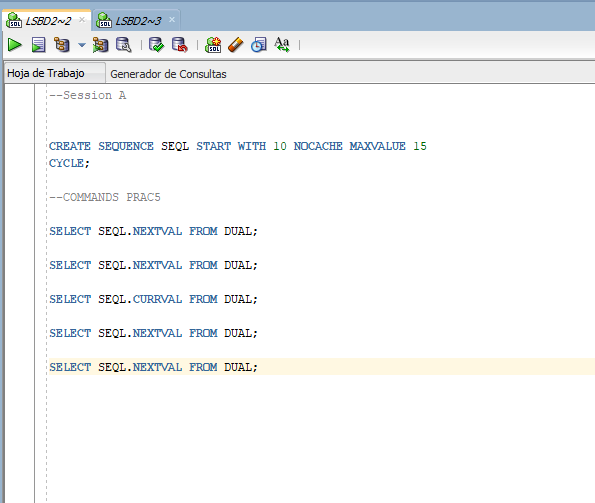 LSBD2~2
LSBD2~3
Hoja de Trabajo
Generador de Consultas
--Session A
CREATE SEQUENCE SEQL START WITH 10 NOCACHE MAXVALUE 15
CYCLE;
--COMMANDS PRAC5
SELECT SEQL.NEXTVAL FROM DUAL;
SELECT SEQL.NEXTVAL FROM DUAL;
SELECT SEQL.CURRVAL FROM DUAL;
SELECT SEQL.NEXTVAL FROM DUAL;
SELECT SEQL.NEXTVAL FROM DUAL;